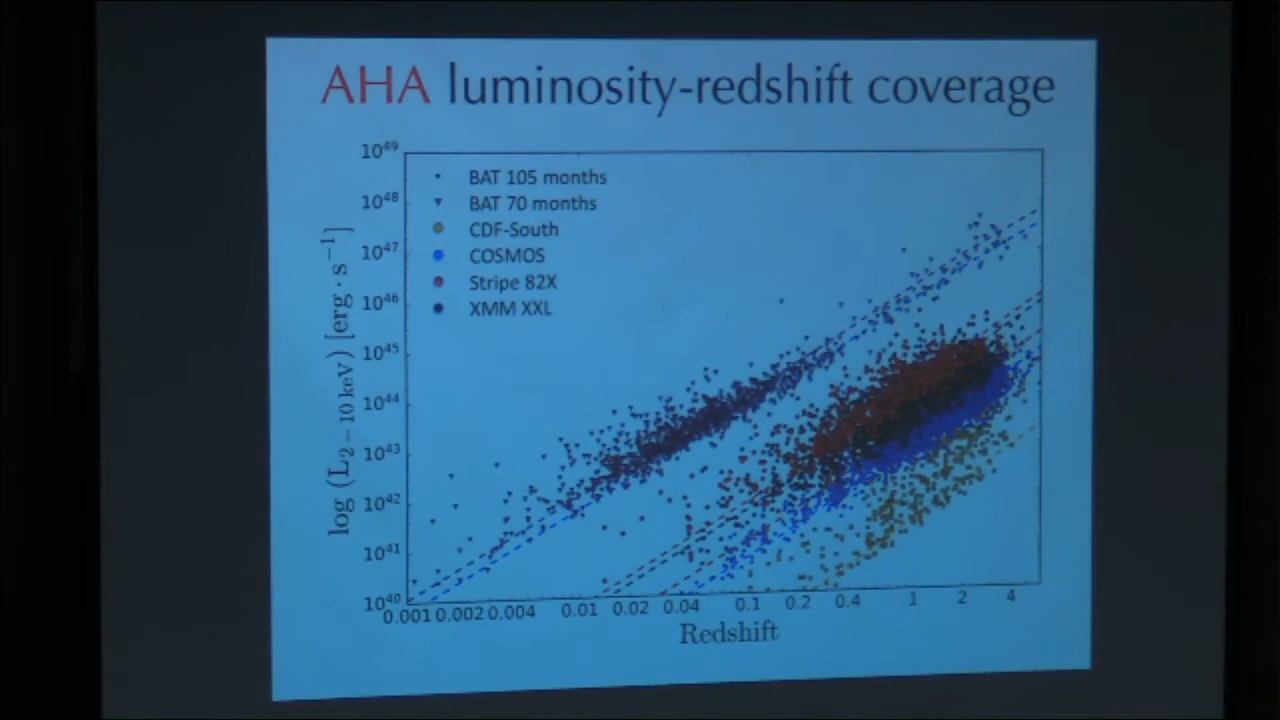 AHA luminosity-redshift coverage
10^49
10^48
10^47
10^46
10^45
10^44
10^43
10^42
10^41
10^40
log (L_{2-10 keV}) [erg · s^{-1}]
BAT 105 months
BAT 70 months
CDF-South
COSMOS
Stripe 82X
XMM XXL
0.001 0.002 0.004 0.01 0.02 0.04 0.1 0.2 0.4 1 2 4
Redshift